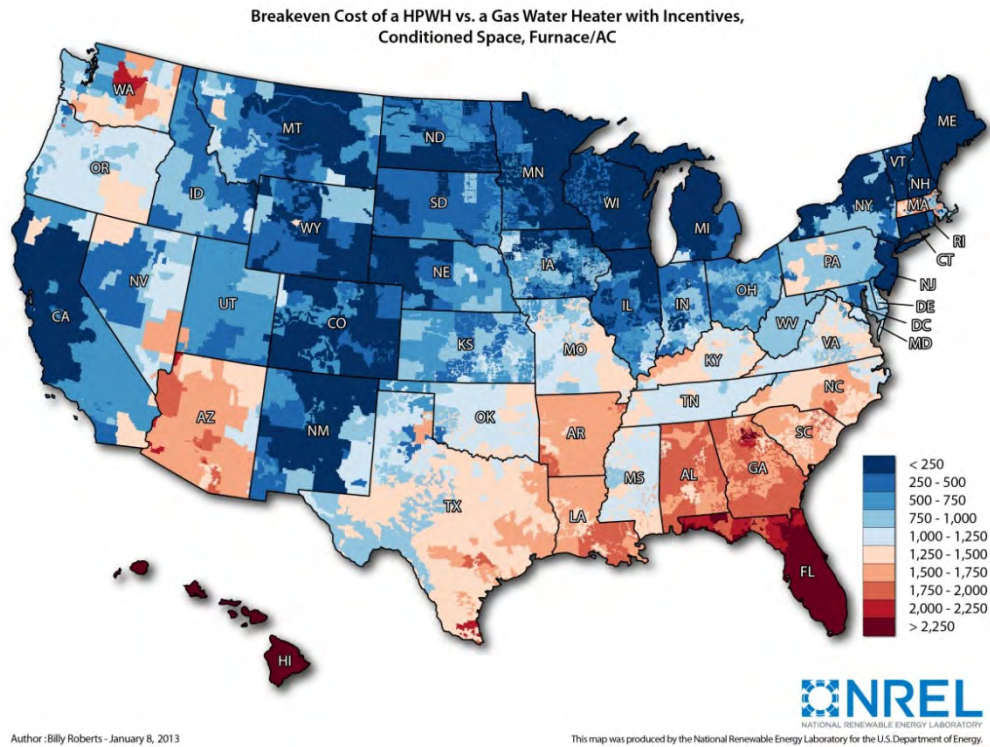 Breakeven Cost of a HPWH vs. a Gas Water Heater with Incentives,
Conditioned Space, Furnace/AC
WA
MT
ND
MN
ME
VT
NH
OR
ID
WY
SD
WI
MI
NY
MA
RI
CT
NV
UT
CO
NE
IA
IL
IN
OH
PA
NJ
DE
DC
MD
CA
KS
MO
KY
WV
VA
AZ
NM
OK
AR
TN
NC
SC
TX
LA
MS
AL
GA
FL
HI
< 250
250 - 500
500 - 750
750 - 1,000
1,000 - 1,250
1,250 - 1,500
1,500 - 1,750
1,750 - 2,000
2,000 - 2,250
> 2,250
NREL
NATIONAL RENEWABLE ENERGY LABORATORY
Author :Billy Roberts - January 8, 2013
This map was produced by the National Renewable Energy Laboratory for the U.S. Department of Energy.